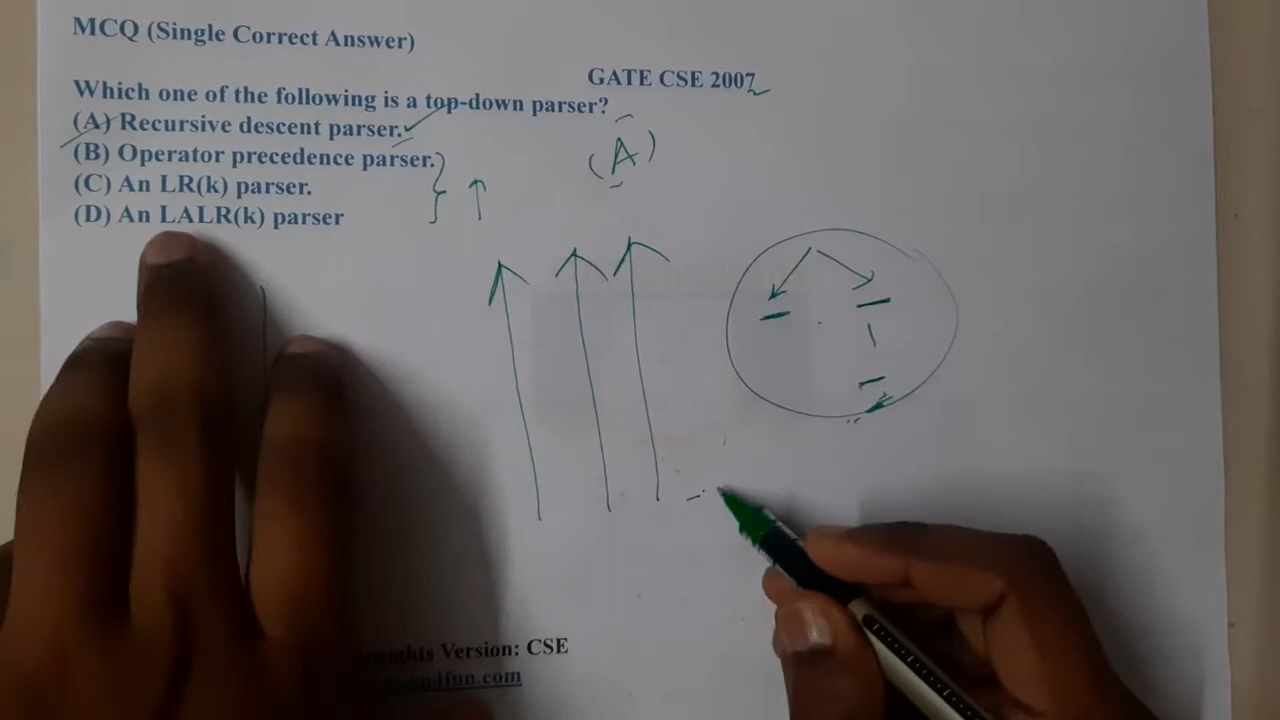 MCQ (Single Correct Answer)
GATE CSE 2007
Which one of the following is a top-down parser?
(A) Recursive descent parser.
(B) Operator precedence parser.
(C) An LR(k) parser.
(D) An LALR(k) parser
(A)
Version: CSE